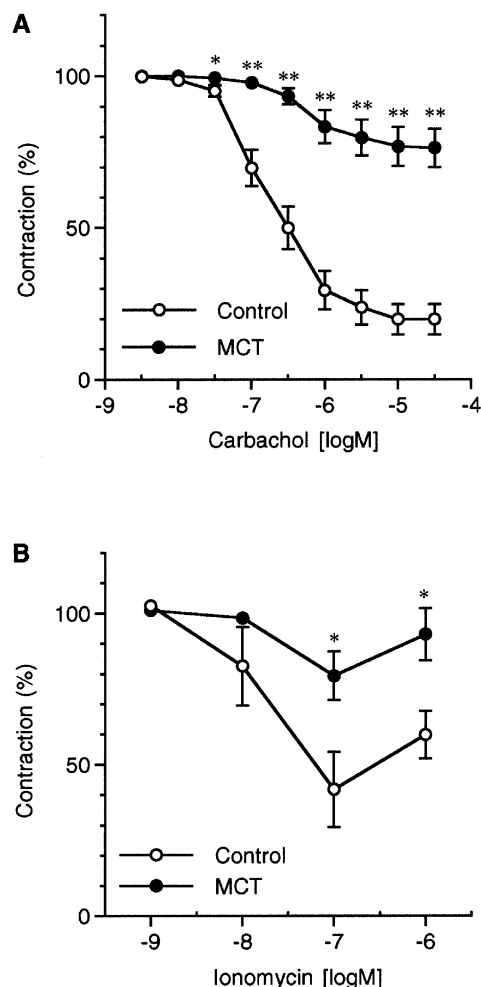 A
* ** ** ** ** ** **
100
50
0
Contraction (%)
Control
MCT
-9 -8 -7 -6 -5 -4
Carbachol [logM]
B
* *
100
50
0
Contraction (%)
Control
MCT
-9 -8 -7 -6
Ionomycin [logM]